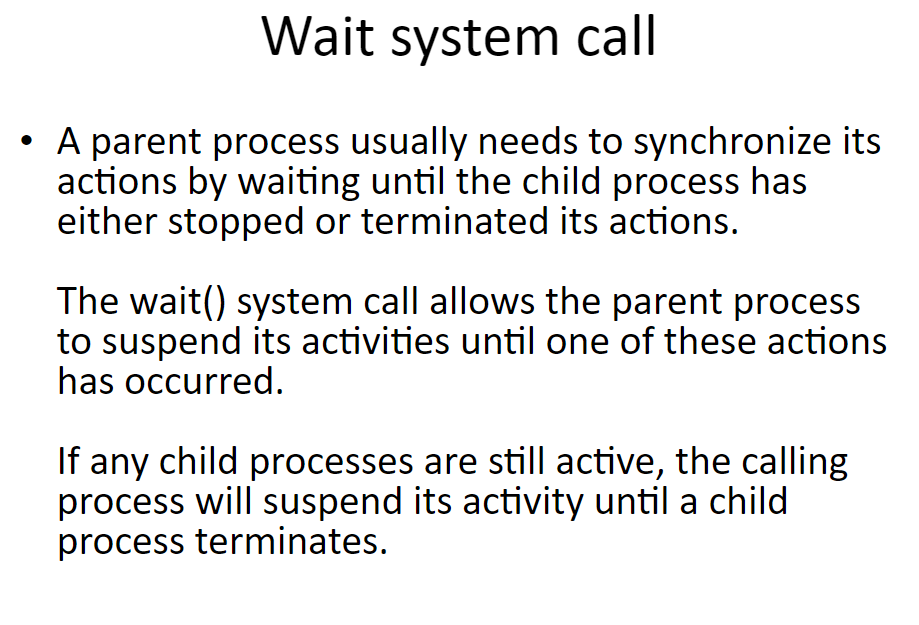 Wait system call
• A parent process usually needs to synchronize its
actions by waiting until the child process has
either stopped or terminated its actions.
The wait() system call allows the parent process
to suspend its activities until one of these actions
has occurred.
If any child processes are still active, the calling
process will suspend its activity until a child
process terminates.